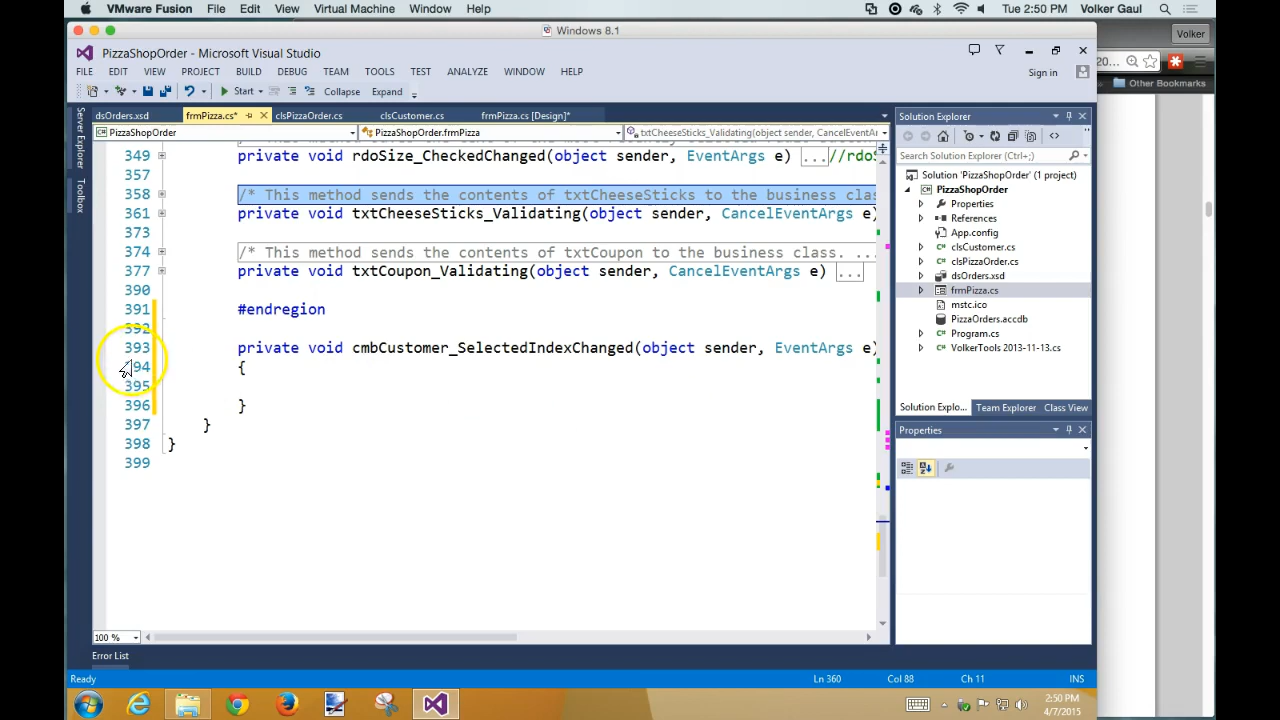 VMware Fusion File Edit View Virtual Machine Window Help Tue 2:50 PM Volker Gaul
Windows 8.1
Volker
PizzaShopOrder - Microsoft Visual Studio
FILE EDIT VIEW PROJECT BUILD DEBUG TEAM TOOLS TEST ANALYZE WINDOW HELP Sign in
20...
Start Collapse Expand
Other Bookmarks
dsOrders.xsd frmPizza.cs* clsPizzaOrder.cs clsCustomer.cs frmPizza.cs [Design]*
Solution Explorer
PizzaShopOrder PizzaShopOrder.frmPizza txtCheeseSticks_Validating(object sender, CancelEventAr
Server Explorer
Toolbox
Search Solution Explorer (Ctrl+;)
349 private void rdoSize_CheckedChanged(object sender, EventArgs e) ...//rdoS
357
358 /* This method sends the contents of txtCheeseSticks to the business clas
361 private void txtCheeseSticks_Validating(object sender, CancelEventArgs e)
373
374 /* This method sends the contents of txtCoupon to the business class. ...
377 private void txtCoupon_Validating(object sender, CancelEventArgs e) ...
390
391 #endregion
392
393 private void cmbCustomer_SelectedIndexChanged(object sender, EventArgs e)
394 {
395
396 }
397 }
398 }
399
Solution 'PizzaShopOrder' (1 project)
PizzaShopOrder
Properties
References
App.config
clsCustomer.cs
clsPizzaOrder.cs
dsOrders.xsd
frmPizza.cs
mstc.ico
PizzaOrders.accdb
Program.cs
VolkerTools 2013-11-13.cs
Solution Explo... Team Explorer Class View
Properties
100 %
Error List
Ready Ln 360 Col 88 Ch 11 INS
2:50 PM
4/7/2015